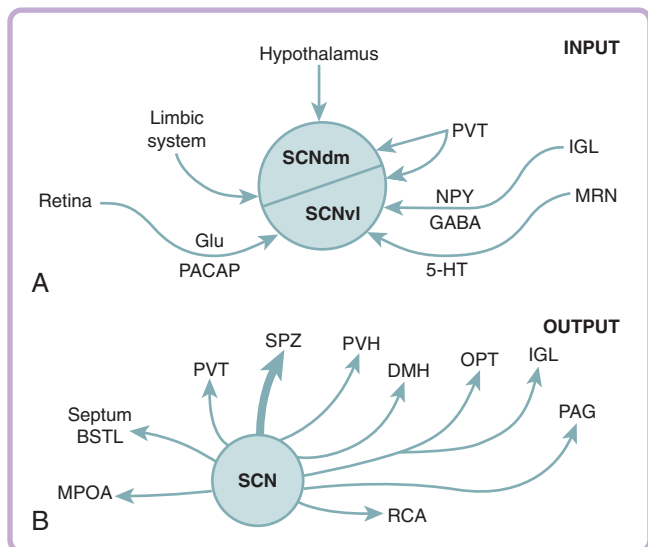 INPUT
Hypothalamus
Limbic
system
PVT
SCNdm
IGL
SCNvl
NPY
GABA
MRN
Retina
Glu
PACAP
5-HT
A
OUTPUT
SPZ
PVH
OPT
IGL
PVT
DMH
Septum
BSTL
PAG
SCN
MPOA
RCA
B